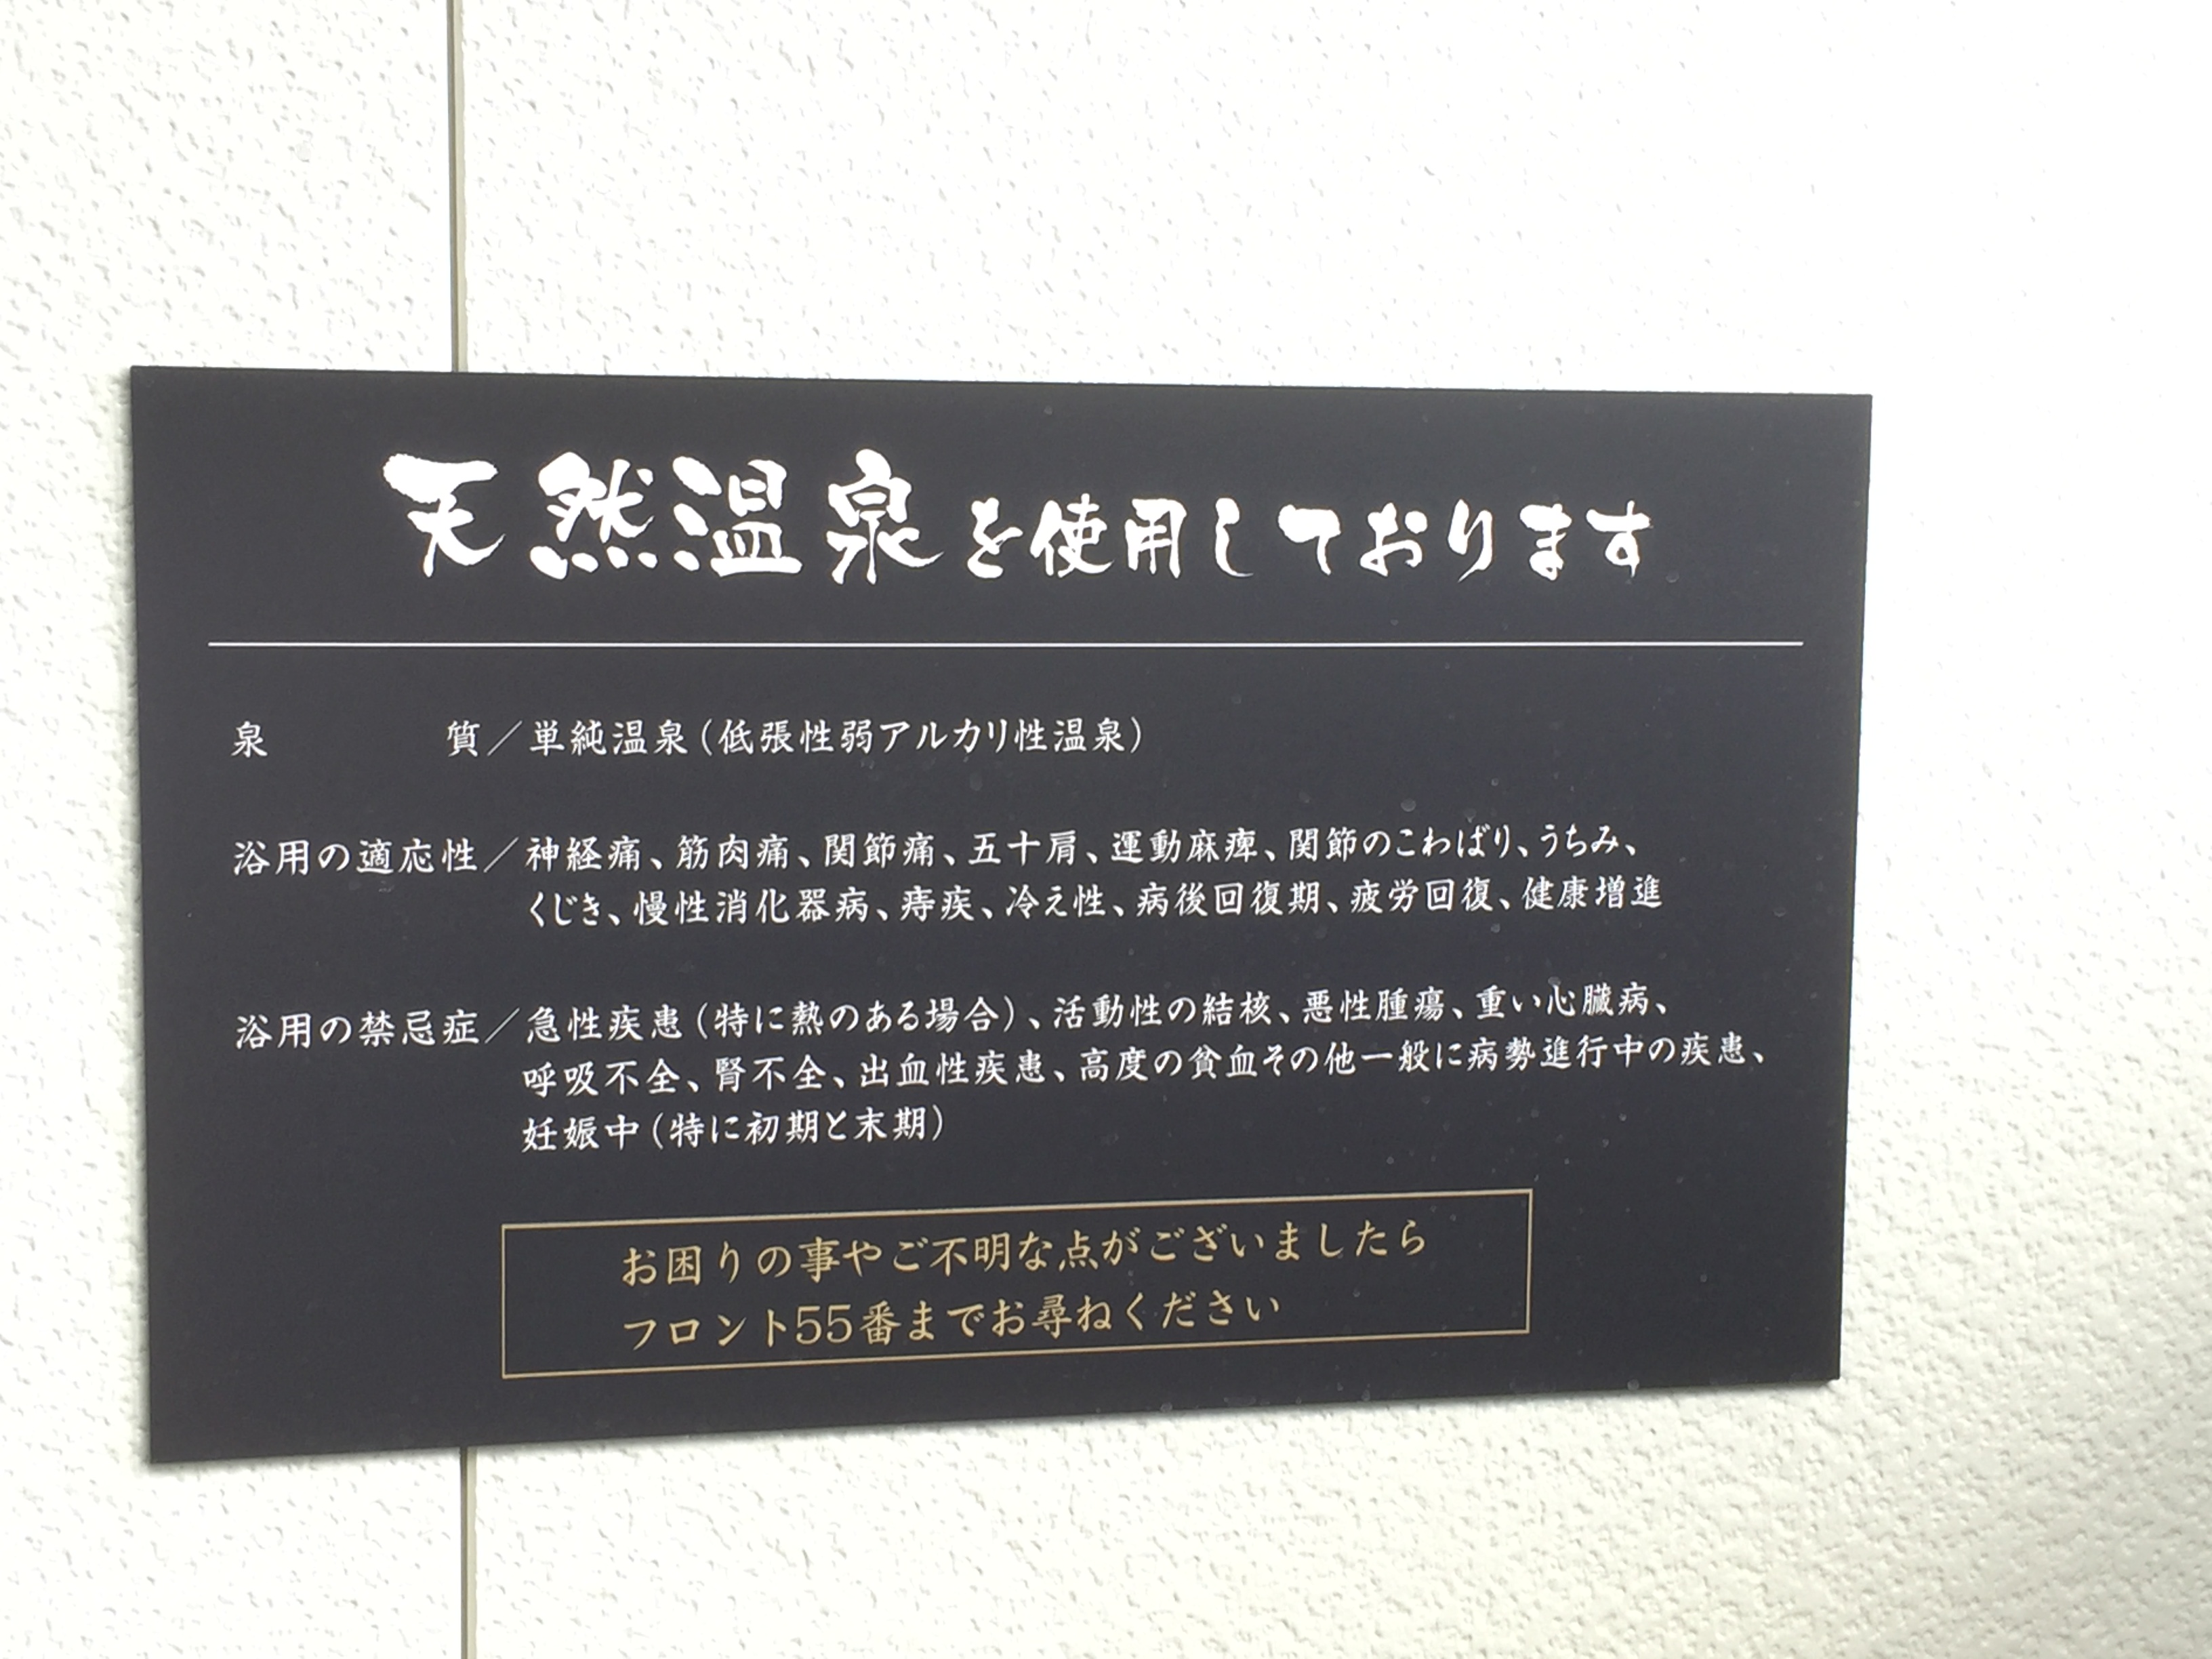 天然温泉を使用しております
泉　　　質／単純温泉（低張性弱アルカリ性温泉）
浴用の適応性／神経痛、筋肉痛、関節痛、五十肩、運動麻痺、関節のこわばり、うちみ、
くじき、慢性消化器病、痔疾、冷え性、病後回復期、疲労回復、健康増進
浴用の禁忌症／急性疾患（特に熱のある場合）、活動性の結核、悪性腫瘍、重い心臓病、
呼吸不全、腎不全、出血性疾患、高度の貧血その他一般に病勢進行中の疾患、
妊娠中（特に初期と末期）
お困りの事やご不明な点がございましたら
フロント55番までお尋ねください